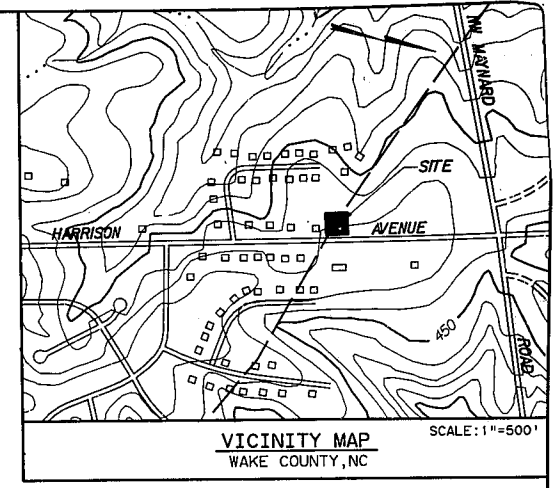 NW MAYNARD
SITE
HARRISON AVENUE
450
ROAD
VICINITY MAP
SCALE:1"=500'
WAKE COUNTY,NC